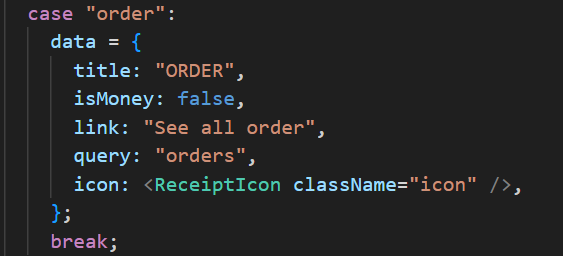 case "order":
data = {
title: "ORDER",
isMoney: false,
link: "See all order",
query: "orders",
icon: <ReceiptIcon className="icon" />,
};
break;